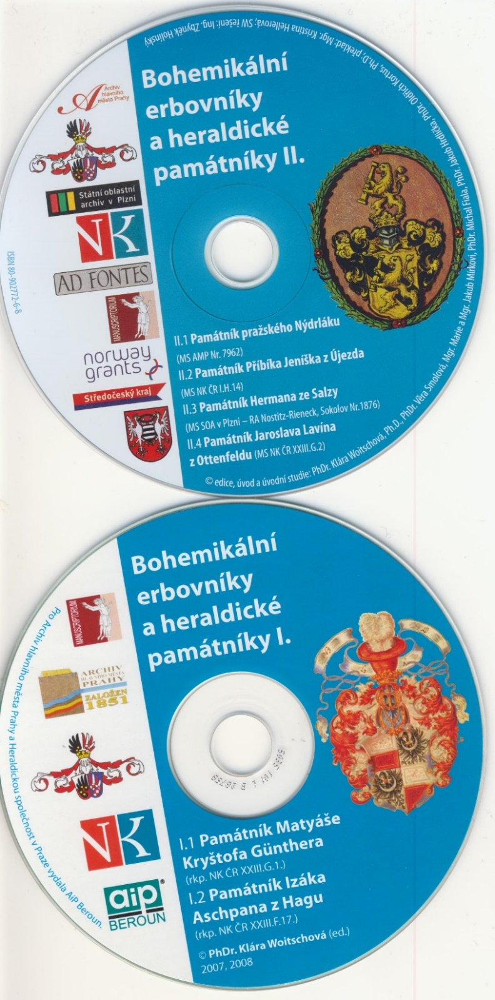 Bohemikální
erbovníky
a heraldické
památníky II.
Archiv
hlavního
města Prahy
Státní oblastní
archiv v Plzni
NK
AD FONTES
MANUSCRIPTORIUM
norway
grants
Středočeský kraj
ISBN 80-902772-6-8
II.1 Památník pražského Nýdrláku
(MS AMP Nr. 7962)
II.2 Památník Příbíka Jeníška z Újezda
(MS NK ČR I.H.14)
II.3 Památník Hermana ze Salzy
(MS SOA v Plzni – RA Nostitz-Rieneck, Sokolov Nr.1876)
II.4 Památník Jaroslava Lavína
z Ottenfeldu (MS NK ČR XXIII.G.2)
© edice, úvod a úvodní studie: PhDr. Klára Woitschová, Ph.D., PhDr. Věra Smolová, Mgr. Marie a Mgr. Jakub Mírkovi, PhDr. Michal Fiala, PhDr. Jakub Hrdlička, PhDr. Oldřich Kortus, Ph.D.; překlad: Mgr. Kristina Hellerová; SW řešení: Ing. Zbyněk Holinský
Bohemikální
erbovníky
a heraldické
památníky I.
MANUSCRIPTORIUM
ARCHIV
HLAVNÍHO MĚSTA
PRAHY
ZALOŽEN
1851
NK
aip®
BEROUN
Pro Archiv hlavního města Prahy a Heraldickou společnost v Praze vydala AiP Beroun.
I.1 Památník Matyáše
Kryštofa Günthera
(rkp. NK ČR XXIII.G.1.)
I.2 Památník Izáka
Aschpana z Hagu
(rkp. NK ČR XXIII.F.17.)
© PhDr. Klára Woitschová (ed.)
2007, 2008